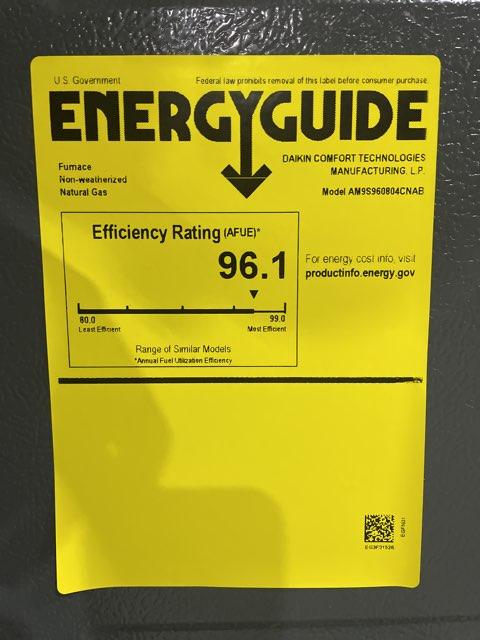 U.S. Government Federal law prohibits removal of this label before consumer purchase.
ENERGYGUIDE
Furnace
Non-weatherized
Natural Gas
DAIKIN COMFORT TECHNOLOGIES
MANUFACTURING, L.P.
Model AM9S960804CNAB
Efficiency Rating (AFUE)*
96.1
80.0 99.0
Least Efficient Most Efficient
Range of Similar Models
*Annual Fuel Utilization Efficiency
For energy cost info, visit
productinfo.energy.gov